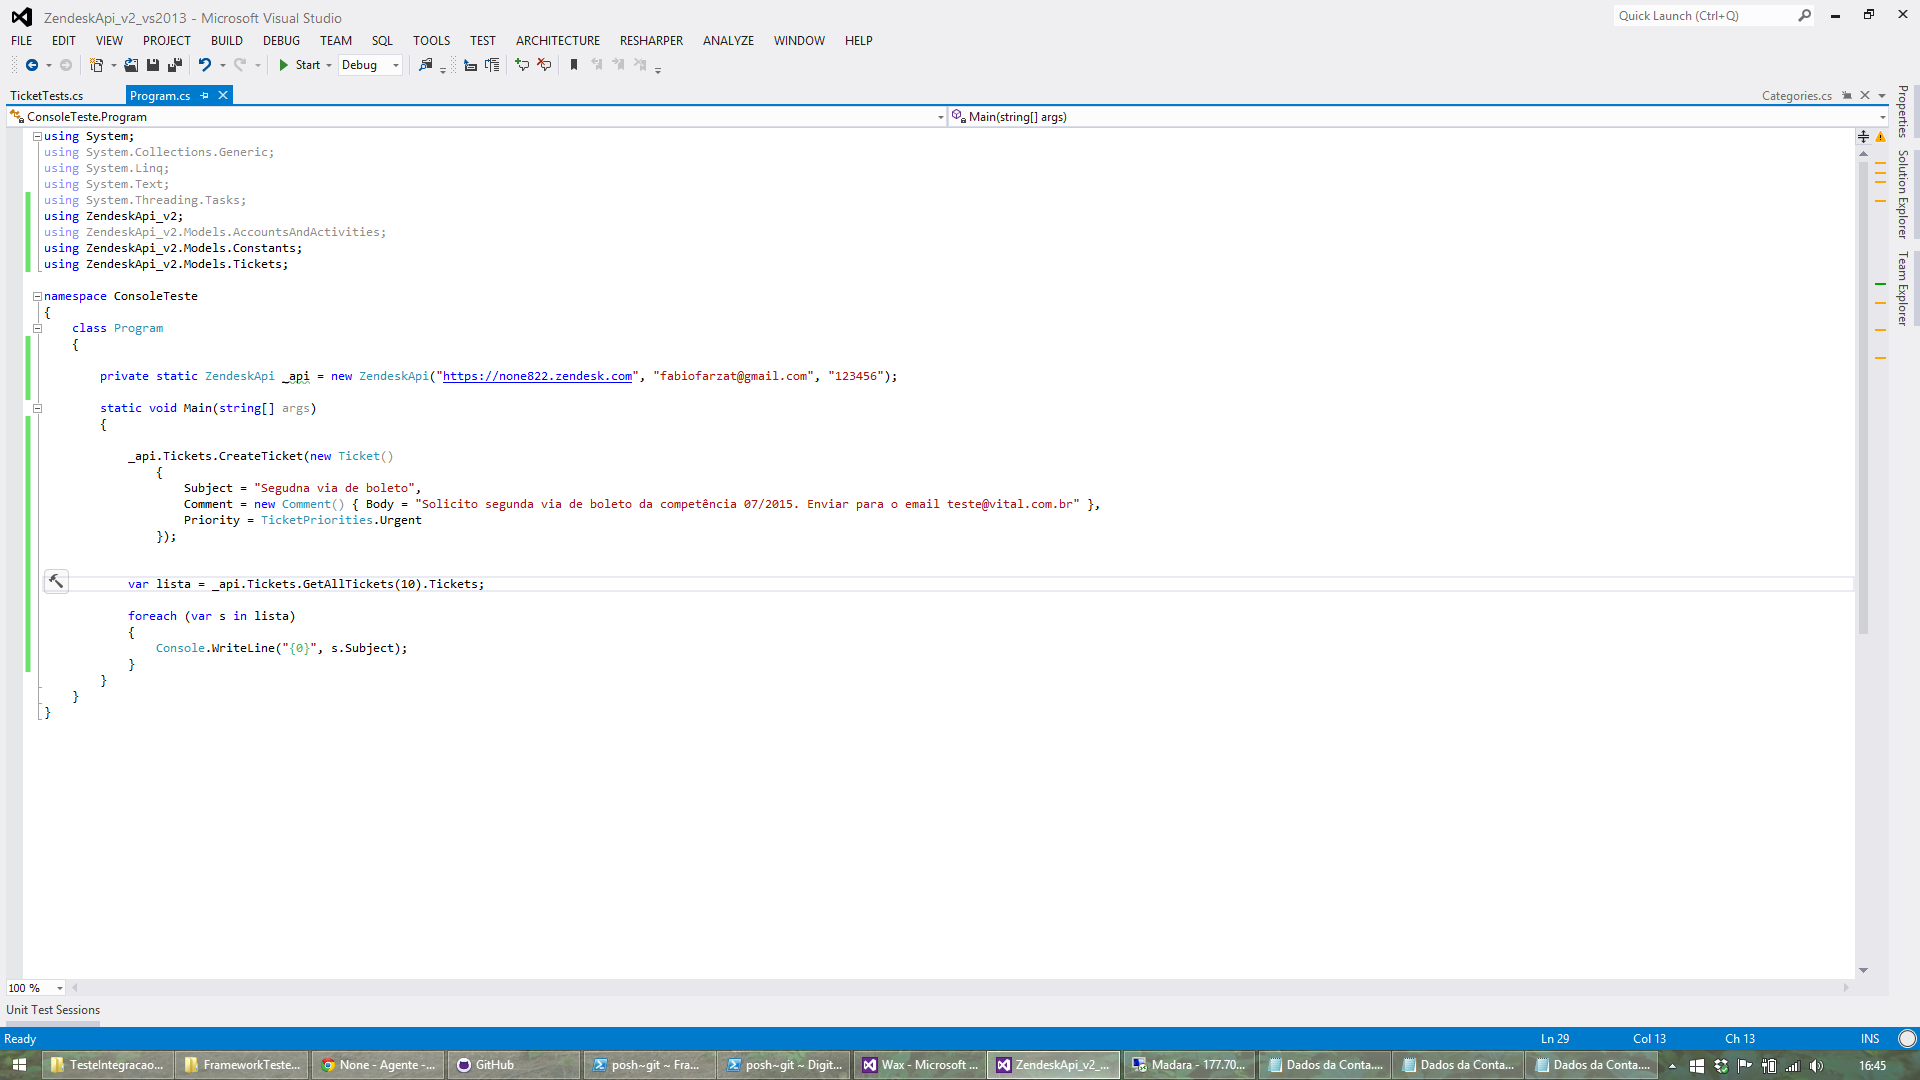 ZendeskApi_v2_vs2013 - Microsoft Visual Studio
Quick Launch (Ctrl+Q)
FILE EDIT VIEW PROJECT BUILD DEBUG TEAM SQL TOOLS TEST ARCHITECTURE RESHARPER ANALYZE WINDOW HELP
Start Debug
TicketTests.cs Program.cs Categories.cs
ConsoleTeste.Program Main(string[] args)
Properties
Solution Explorer
Team Explorer
using System;
using System.Collections.Generic;
using System.Linq;
using System.Text;
using System.Threading.Tasks;
using ZendeskApi_v2;
using ZendeskApi_v2.Models.AccountsAndActivities;
using ZendeskApi_v2.Models.Constants;
using ZendeskApi_v2.Models.Tickets;
namespace ConsoleTeste
{
class Program
{
private static ZendeskApi _api = new ZendeskApi("https://none822.zendesk.com", "fabiofarzat@gmail.com", "123456");
static void Main(string[] args)
{
_api.Tickets.CreateTicket(new Ticket()
{
Subject = "Segudna via de boleto",
Comment = new Comment() { Body = "Solicito segunda via de boleto da competência 07/2015. Enviar para o email teste@vital.com.br" },
Priority = TicketPriorities.Urgent
});
var lista = _api.Tickets.GetAllTickets(10).Tickets;
foreach (var s in lista)
{
Console.WriteLine("{0}", s.Subject);
}
}
}
}
100 %
Unit Test Sessions
Ready Ln 29 Col 13 Ch 13 INS
TesteIntegracao... FrameworkTeste... None - Agente -... GitHub posh~git ~ Fra... posh~git ~ Digit... Wax - Microsoft ... ZendeskApi_v2_... Madara - 177.70... Dados da Conta.... Dados da Conta.... Dados da Conta.... 16:45